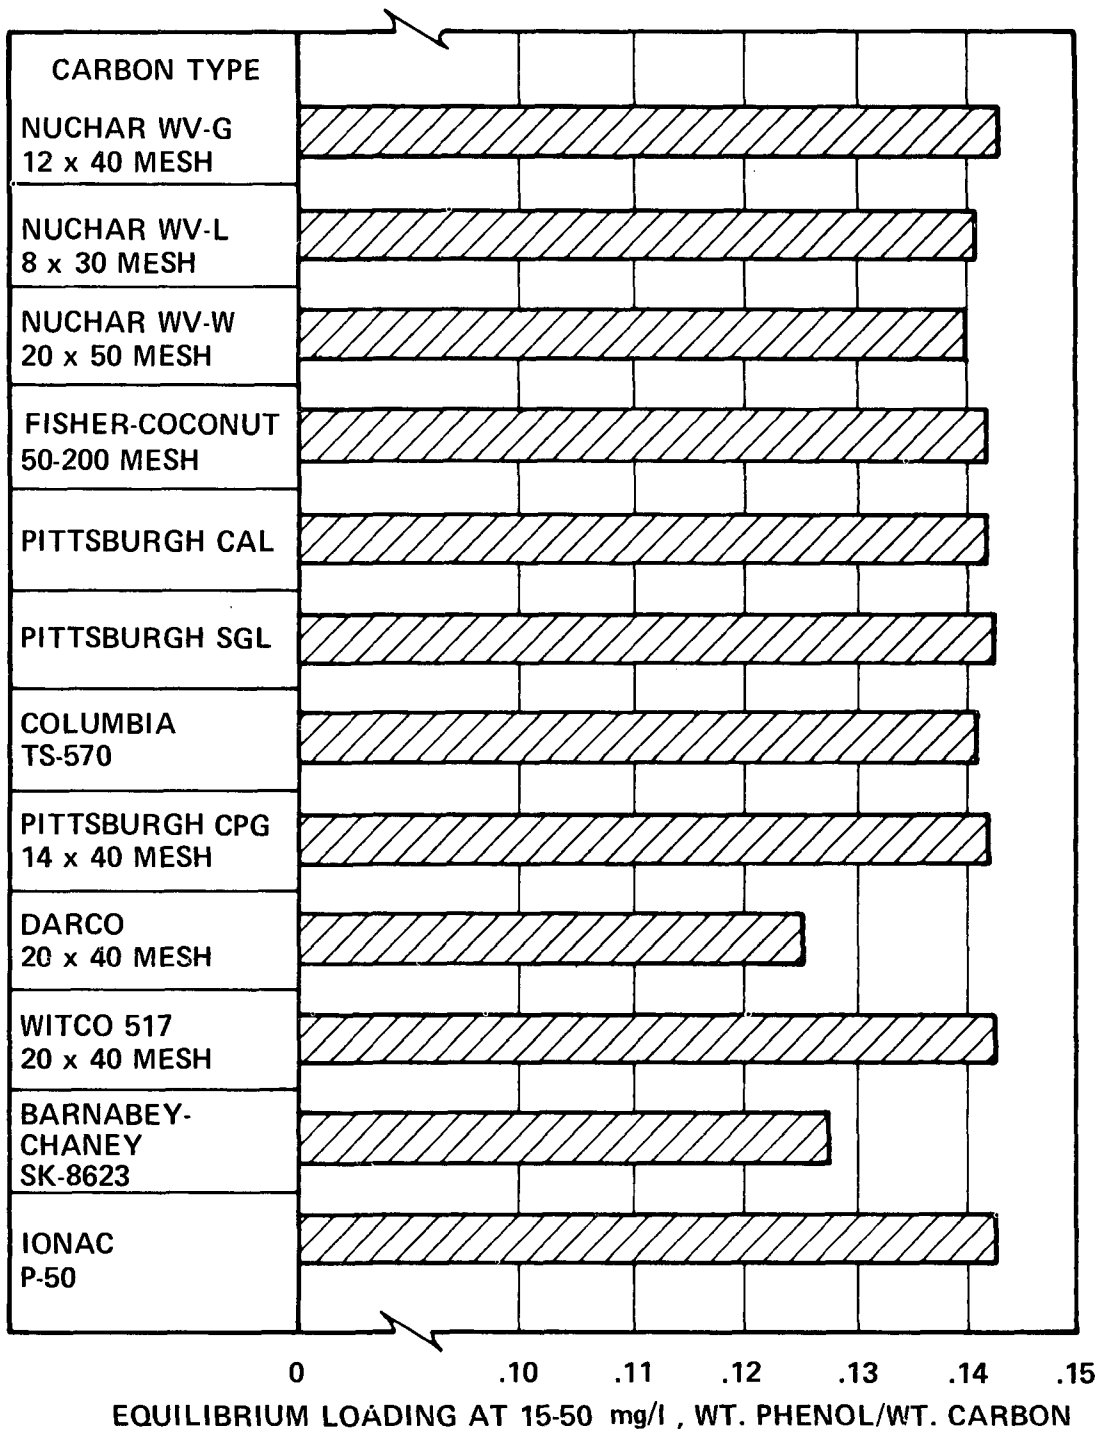 CARBON TYPE
NUCHAR WV-G
12 x 40 MESH
NUCHAR WV-L
8 x 30 MESH
NUCHAR WV-W
20 x 50 MESH
FISHER-COCONUT
50-200 MESH
PITTSBURGH CAL
PITTSBURGH SGL
COLUMBIA
TS-570
PITTSBURGH CPG
14 x 40 MESH
DARCO
20 x 40 MESH
WITCO 517
20 x 40 MESH
BARNABEY-
CHANEY
SK-8623
IONAC
P-50
0 .10 .11 .12 .13 .14 .15
EQUILIBRIUM LOADING AT 15-50 mg/l , WT. PHENOL/WT. CARBON